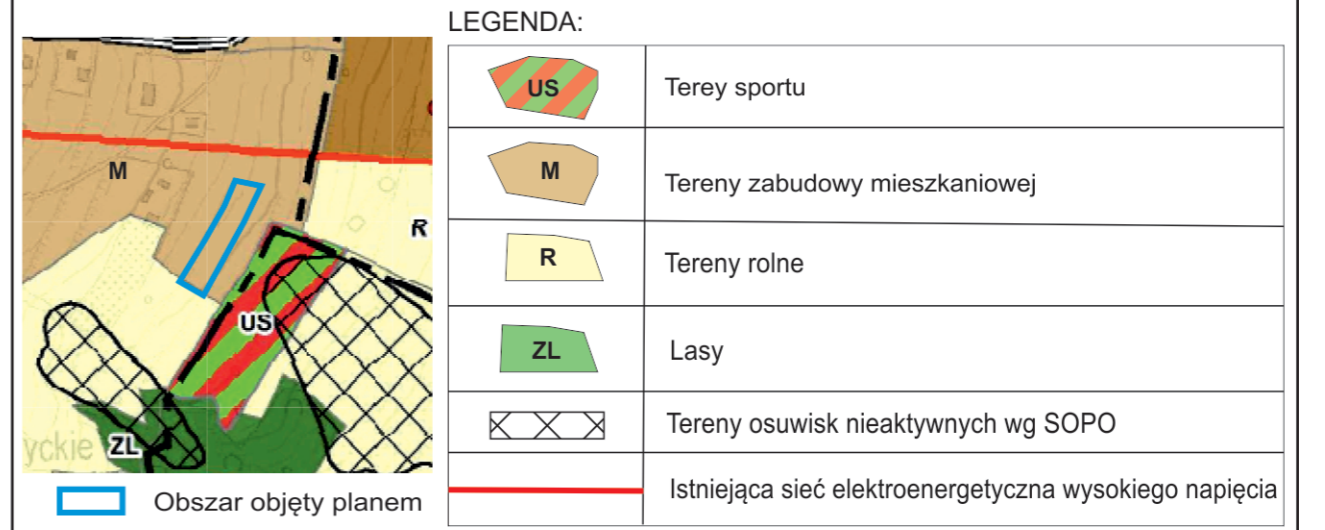 LEGENDA:
US Terey sportu
M Tereny zabudowy mieszkaniowej
R Tereny rolne
ZL Lasy
Tereny osuwisk nieaktywnych wg SOPO
Istniejąca sieć elektroenergetyczna wysokiego napięcia
M
R
US
yckie ZL
Obszar objęty planem